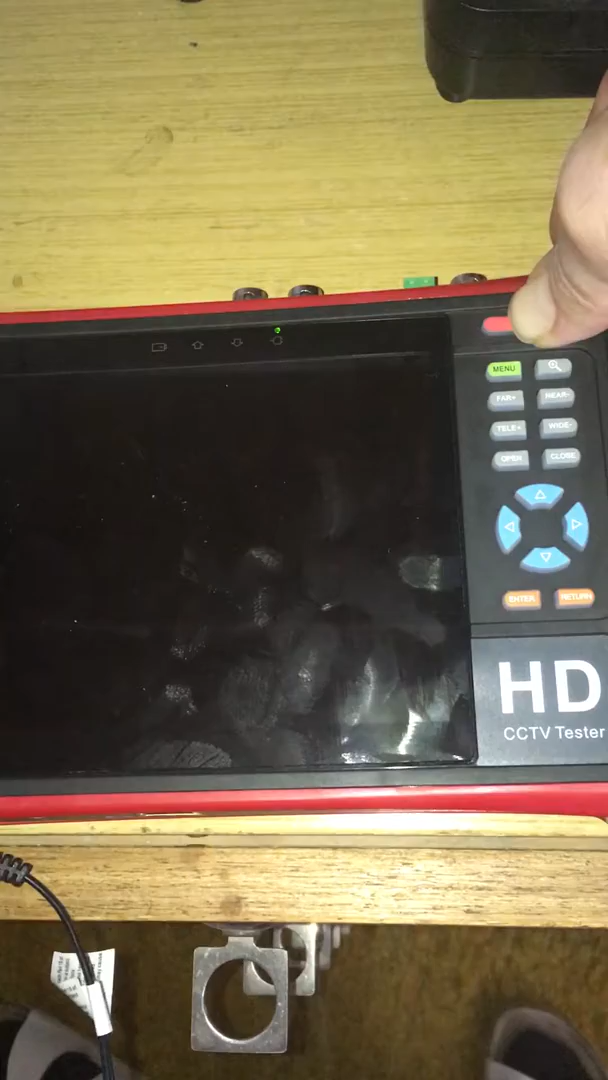 MENU
FAR+ NEAR-
TELE+ WIDE-
OPEN CLOSE
ENTER RETURN
HD
CCTV Tester